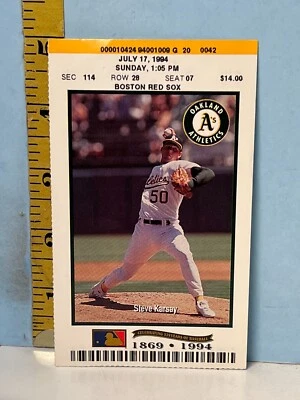 000010424 94001009 G 20 0042
JULY 17, 1994
SUNDAY, 1:05 PM
SEC 114 ROW 28 SEAT 07 $14.00
BOSTON RED SOX
OAKLAND
A's
ATHLETICS
Athletics
50
Steve Karsay
1869 • 1994